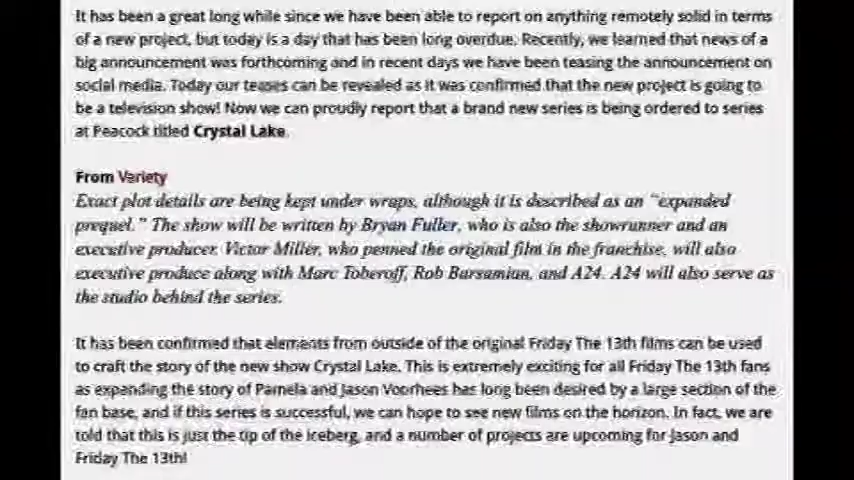 It has been a great long while since we have been able to report on anything remotely solid in terms
of a new project, but today is a day that has been long overdue. Recently, we learned that news of a
big announcement was forthcoming and in recent days we have been teasing the announcement on
social media. Today our teases can be revealed as it was confirmed that the new project is going to
be a television show! Now we can proudly report that a brand new series is being ordered to series
at Peacock titled Crystal Lake.
From Variety
Exact plot details are being kept under wraps, although it is described as an "expanded
prequel." The show will be written by Bryan Fuller, who is also the showrunner and an
executive producer. Victor Miller, who penned the original film in the franchise, will also
executive produce along with Marc Toberoff, Rob Barsamian, and A24. A24 will also serve as
the studio behind the series.
It has been confirmed that elements from outside of the original Friday The 13th films can be used
to craft the story of the new show Crystal Lake. This is extremely exciting for all Friday The 13th fans
as expanding the story of Pamela and Jason Voorhees has long been desired by a large section of the
fan base, and if this series is successful, we can hope to see new films on the horizon. In fact, we are
told that this is just the tip of the iceberg, and a number of projects are upcoming for Jason and
Friday The 13th!